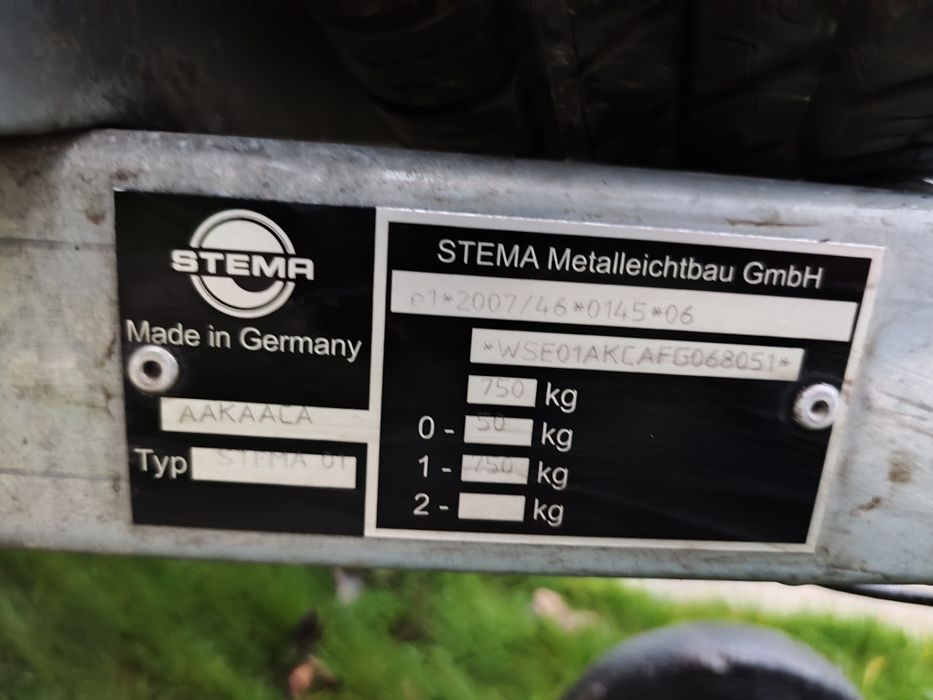 STEMA
Made in Germany
AAKAALA
Typ STEMA 01
STEMA Metalleichtbau GmbH
e1*2007/46*0145*06
*WSE01AKCAFG068051*
750 kg
0 - 50 kg
1 - 750 kg
2 - kg